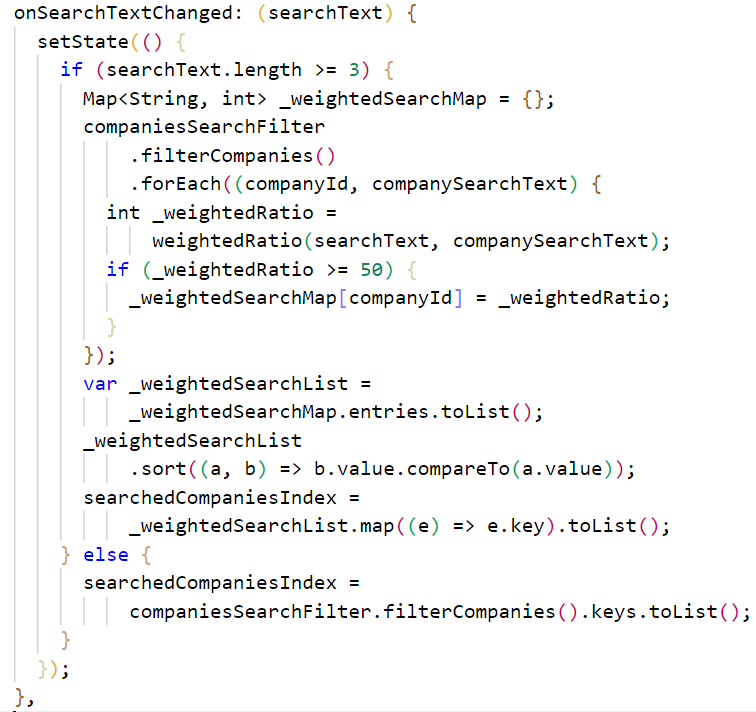 onSearchTextChanged: (searchText) {
  setState(() {
    if (searchText.length >= 3) {
      Map<String, int> _weightedSearchMap = {};
      companiesSearchFilter
          .filterCompanies()
          .forEach((companyId, companySearchText) {
        int _weightedRatio =
            weightedRatio(searchText, companySearchText);
        if (_weightedRatio >= 50) {
          _weightedSearchMap[companyId] = _weightedRatio;
        }
      });
      var _weightedSearchList =
          _weightedSearchMap.entries.toList();
      _weightedSearchList
          .sort((a, b) => b.value.compareTo(a.value));
      searchedCompaniesIndex =
          _weightedSearchList.map((e) => e.key).toList();
    } else {
      searchedCompaniesIndex =
          companiesSearchFilter.filterCompanies().keys.toList();
    }
  });
},